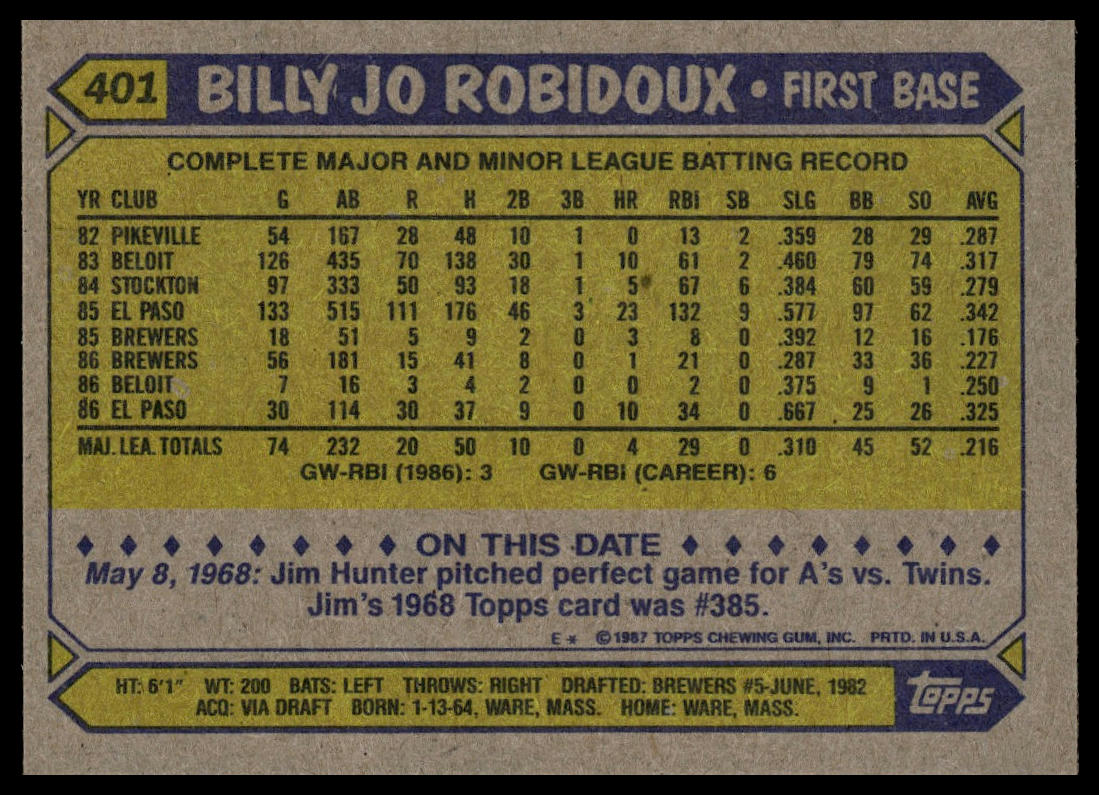 401 BILLY JO ROBIDOUX • FIRST BASE
COMPLETE MAJOR AND MINOR LEAGUE BATTING RECORD
YR CLUB G AB R H 2B 3B HR RBI SB SLG BB SO AVG
82 PIKEVILLE 54 167 28 48 10 1 0 13 2 .359 28 29 .287
83 BELOIT 126 435 70 138 30 1 10 61 2 .460 79 74 .317
84 STOCKTON 97 333 50 93 18 1 5 67 6 .384 60 59 .279
85 EL PASO 133 515 111 176 46 3 23 132 9 .577 97 62 .342
85 BREWERS 18 51 5 9 2 0 3 8 0 .392 12 16 .176
86 BREWERS 56 181 15 41 8 0 1 21 0 .287 33 36 .227
86 BELOIT 7 16 3 4 2 0 0 2 0 .375 9 1 .250
86 EL PASO 30 114 30 37 9 0 10 34 0 .667 25 26 .325
MAJ. LEA. TOTALS 74 232 20 50 10 0 4 29 0 .310 45 52 .216
GW-RBI (1986): 3 GW-RBI (CAREER): 6
ON THIS DATE
May 8, 1968: Jim Hunter pitched perfect game for A's vs. Twins.
Jim's 1968 Topps card was #385.
E* ©1987 TOPPS CHEWING GUM, INC. PRTD. IN U.S.A.
HT: 6'1" WT: 200 BATS: LEFT THROWS: RIGHT DRAFTED: BREWERS #5-JUNE, 1982
ACQ: VIA DRAFT BORN: 1-13-64, WARE, MASS. HOME: WARE, MASS.
topps